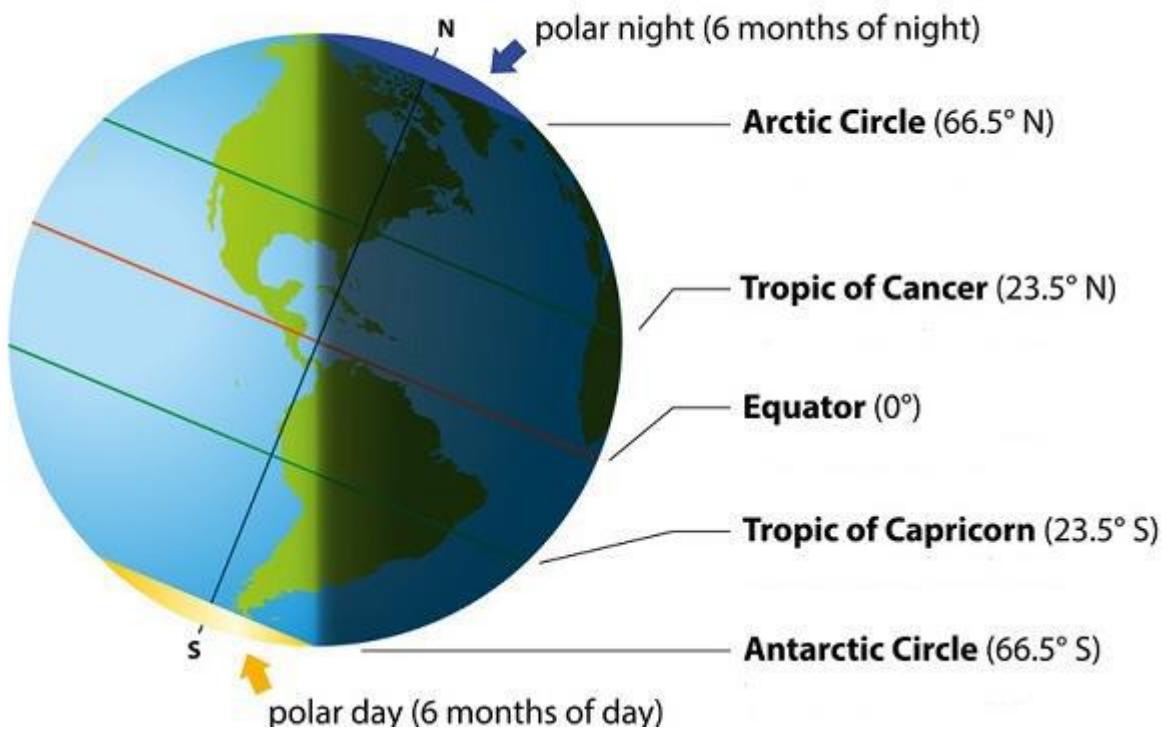 N
polar night (6 months of night)
Arctic Circle (66.5° N)
Tropic of Cancer (23.5° N)
Equator (0°)
Tropic of Capricorn (23.5° S)
Antarctic Circle (66.5° S)
S
polar day (6 months of day)